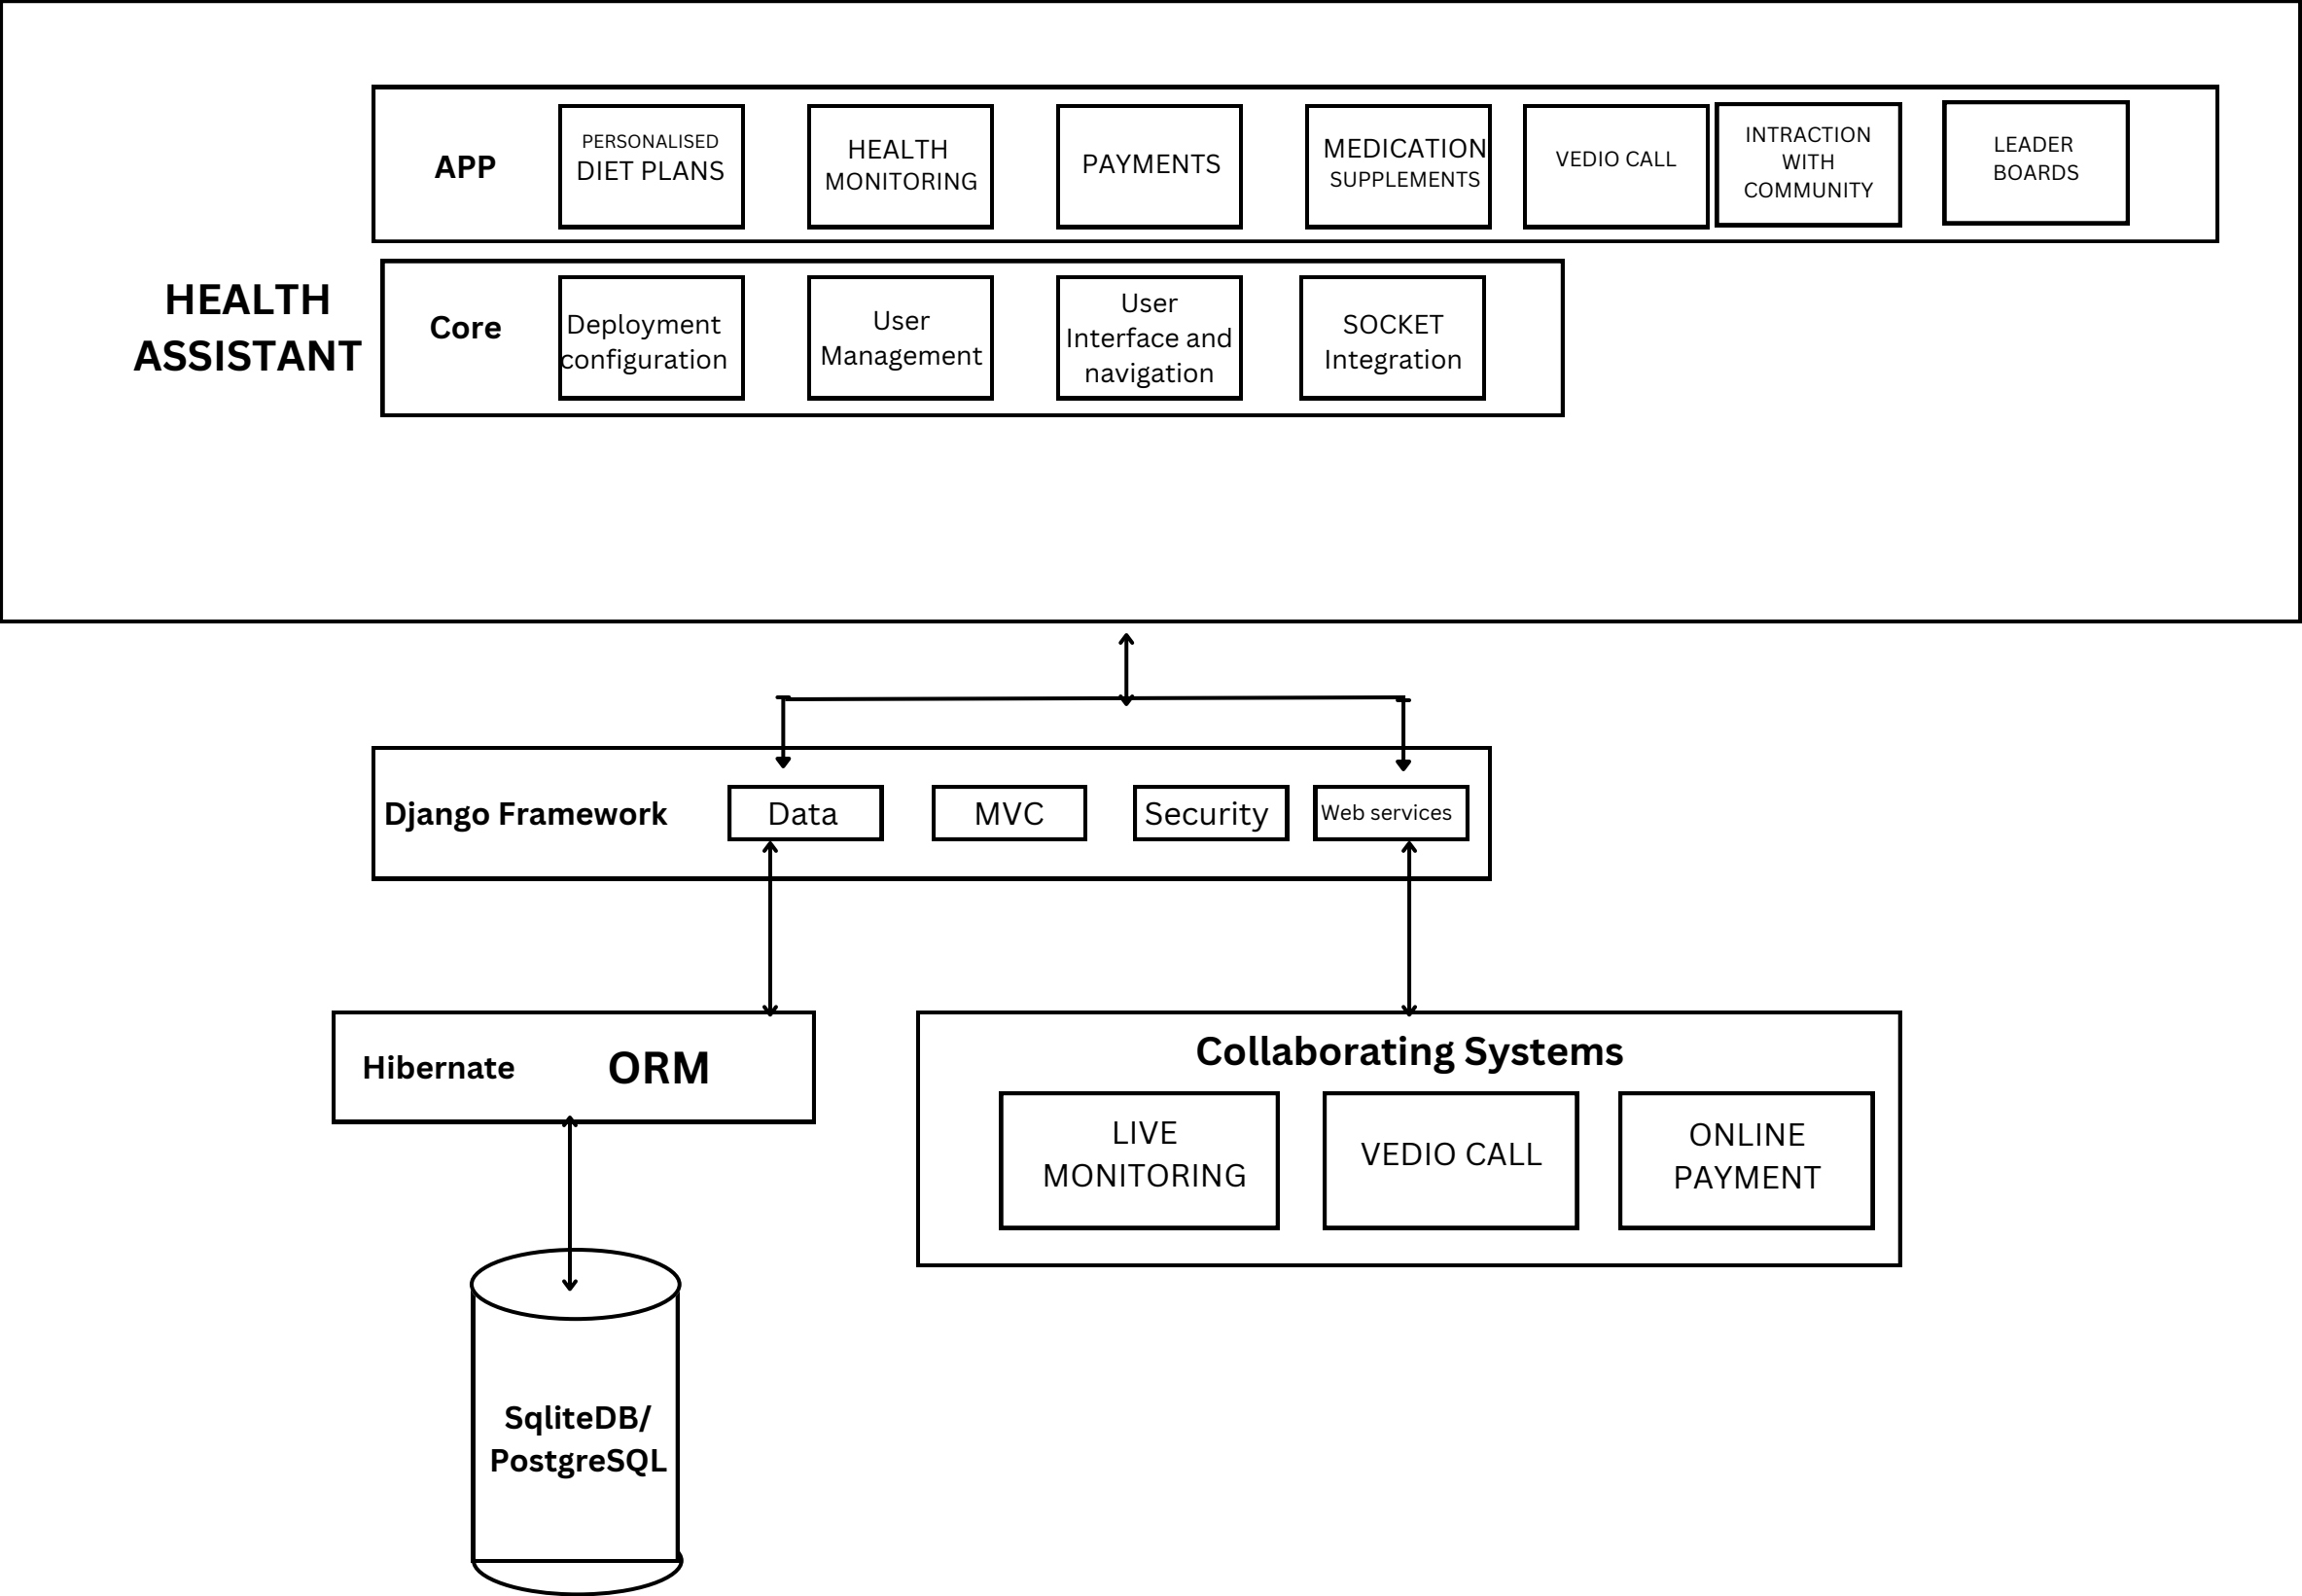 APP
PERSONALISED
DIET PLANS
HEALTH
MONITORING
PAYMENTS
MEDICATION
SUPPLEMENTS
VEDIO CALL
INTRACTION
WITH
COMMUNITY
LEADER
BOARDS
HEALTH
ASSISTANT
Core
Deployment
configuration
User
Management
User
Interface and
navigation
SOCKET
Integration
Django Framework
Data
MVC
Security
Web services
Hibernate
ORM
Collaborating Systems
LIVE
MONITORING
VEDIO CALL
ONLINE
PAYMENT
SqliteDB/
PostgreSQL